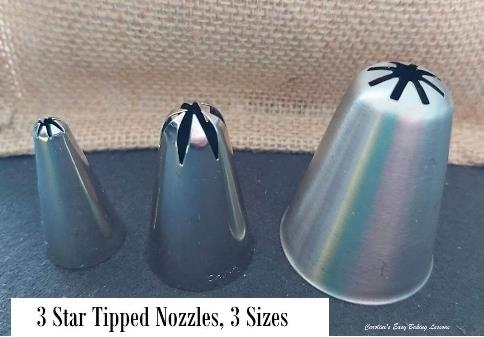 3 Star Tipped Nozzles, 3 Sizes
Caroline's Easy Baking Lessons